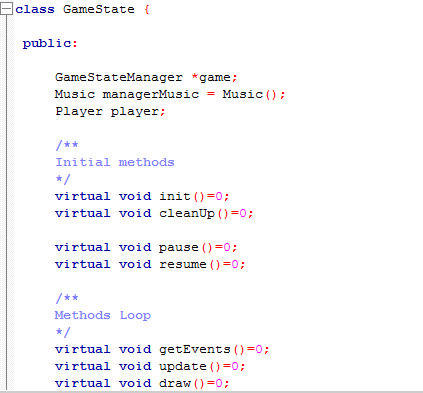 class GameState {
public:
GameStateManager *game;
Music managerMusic = Music();
Player player;
/**
Initial methods
*/
virtual void init()=0;
virtual void cleanUp()=0;
virtual void pause()=0;
virtual void resume()=0;
/**
Methods Loop
*/
virtual void getEvents()=0;
virtual void update()=0;
virtual void draw()=0;